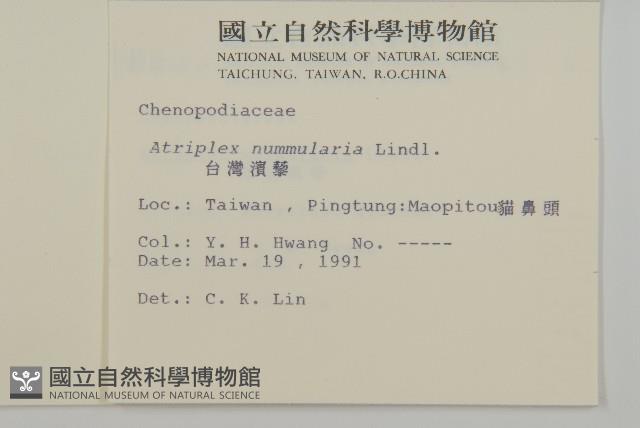 國立自然科學博物館
NATIONAL MUSEUM OF NATURAL SCIENCE
TAICHUNG, TAIWAN, R.O.CHINA
Chenopodiaceae
Atriplex nummularia Lindl.
台灣濱藜
Loc.: Taiwan , Pingtung:Maopitou貓鼻頭
Col.: Y. H. Hwang No. -----
Date: Mar. 19 , 1991
Det.: C. K. Lin
國立自然科學博物館
NATIONAL MUSEUM OF NATURAL SCIENCE